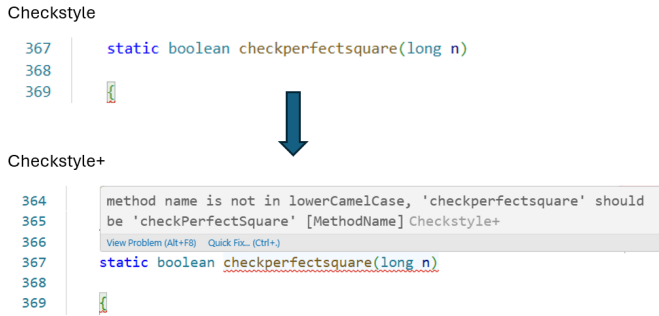 Checkstyle
367 static boolean checkperfectsquare(long n)
368
369 {
Checkstyle+
364 method name is not in lowerCamelCase, 'checkperfectsquare' should
365 be 'checkPerfectSquare' [MethodName] Checkstyle+
366 View Problem (Alt+F8) Quick Fix... (Ctrl+.)
367 static boolean checkperfectsquare(long n)
368
369 {